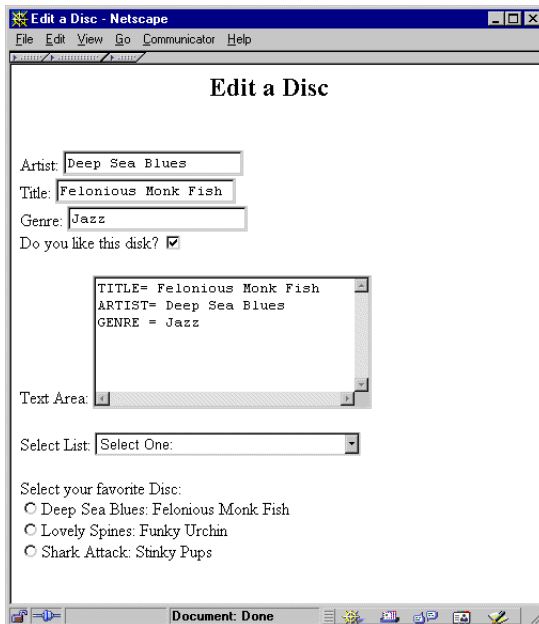 Edit a Disc - Netscape
File Edit View Go Communicator Help
Edit a Disc
Artist: Deep Sea Blues
Title: Felonious Monk Fish
Genre: Jazz
Do you like this disk?
TITLE= Felonious Monk Fish
ARTIST= Deep Sea Blues
GENRE = Jazz
Text Area:
Select List: Select One:
Select your favorite Disc:
Deep Sea Blues: Felonious Monk Fish
Lovely Spines: Funky Urchin
Shark Attack: Stinky Pups
Document: Done